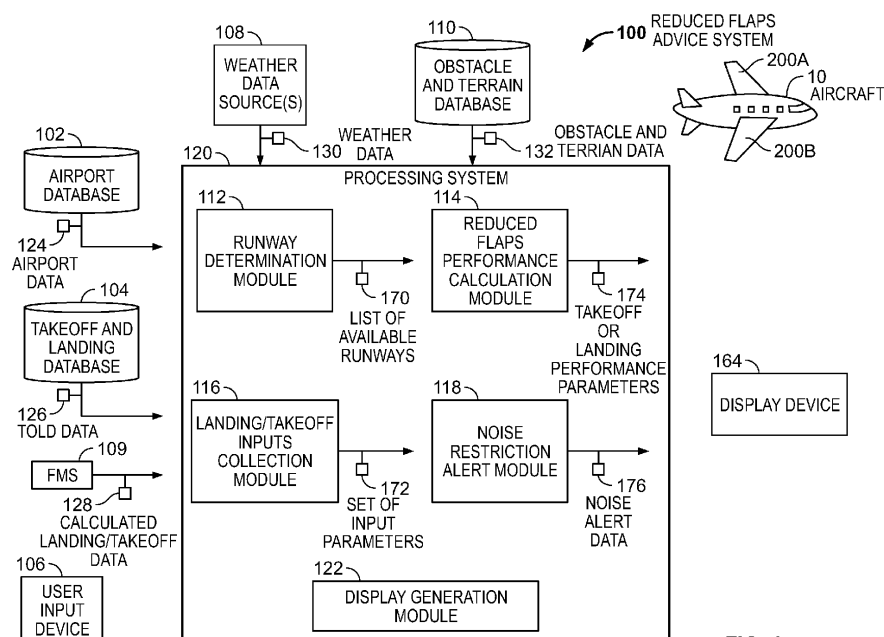 108
WEATHER
DATA
SOURCE(S)
130
WEATHER
DATA
110
OBSTACLE
AND TERRAIN
DATABASE
132
OBSTACLE AND
TERRIAN DATA
100
REDUCED FLAPS
ADVICE SYSTEM
200A
10
AIRCRAFT
200B
102
AIRPORT
DATABASE
124
AIRPORT
DATA
104
TAKEOFF AND
LANDING
DATABASE
126
TOLD DATA
109
FMS
128
CALCULATED
LANDING/TAKEOFF
DATA
106
USER
INPUT
DEVICE
120
PROCESSING SYSTEM
112
RUNWAY
DETERMINATION
MODULE
170
LIST OF
AVAILABLE
RUNWAYS
114
REDUCED
FLAPS
PERFORMANCE
CALCULATION
MODULE
174
TAKEOFF
OR
LANDING
PERFORMANCE
PARAMETERS
116
LANDING/TAKEOFF
INPUTS
COLLECTION
MODULE
172
SET OF
INPUT
PARAMETERS
118
NOISE
RESTRICTION
ALERT MODULE
176
NOISE
ALERT
DATA
122
DISPLAY GENERATION
MODULE
164
DISPLAY DEVICE